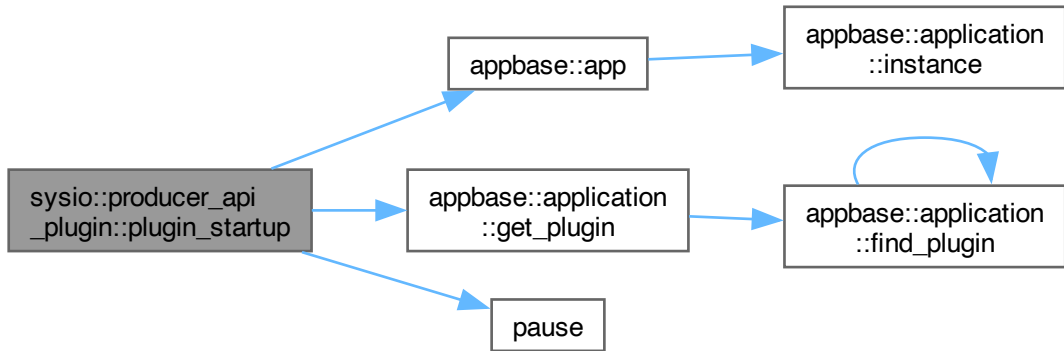 sysio::producer_api
_plugin::plugin_startup
appbase::app
appbase::application
::instance
appbase::application
::get_plugin
appbase::application
::find_plugin
pause